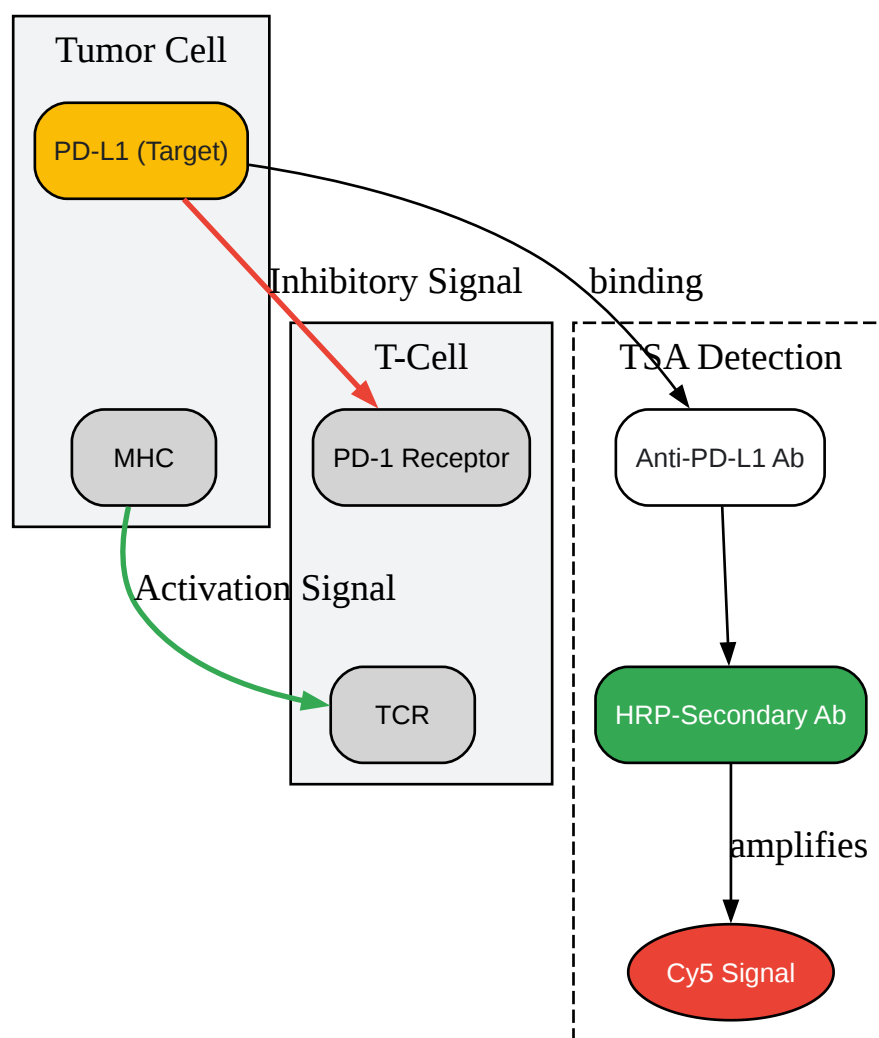 Tumor Cell
PD-L1 (Target)
Inhibitory Signal
binding
T-Cell
TSA Detection
MHC
PD-1 Receptor
Anti-PD-L1 Ab
Activation Signal
TCR
HRP-Secondary Ab
amplifies
Cy5 Signal